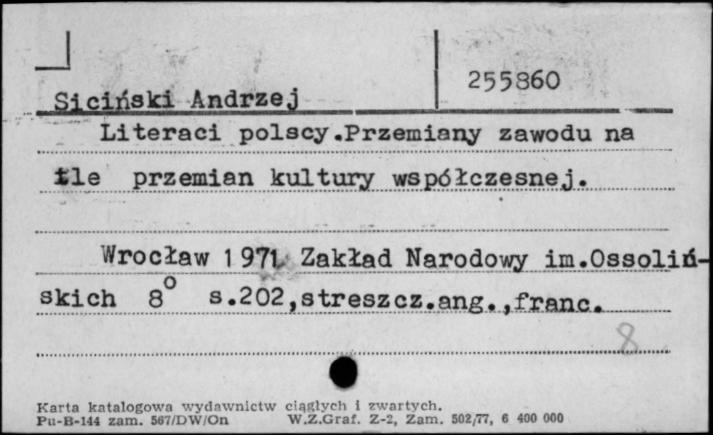 255860
Siciński Andrzej
Literaci polscy.Przemiany zawodu na
tle przemian kultury współczesnej.
Wrocław 1971 Zakład Narodowy im.Ossoliń-
skich 8° s.202,streszcz.ang.,franc.
8
Karta katalogowa wydawnictw ciągłych i zwartych.
Pu-B-144 zam. 567/DW/On W.Z.Graf. Z-2, Zam. 502/77, 6 400 000